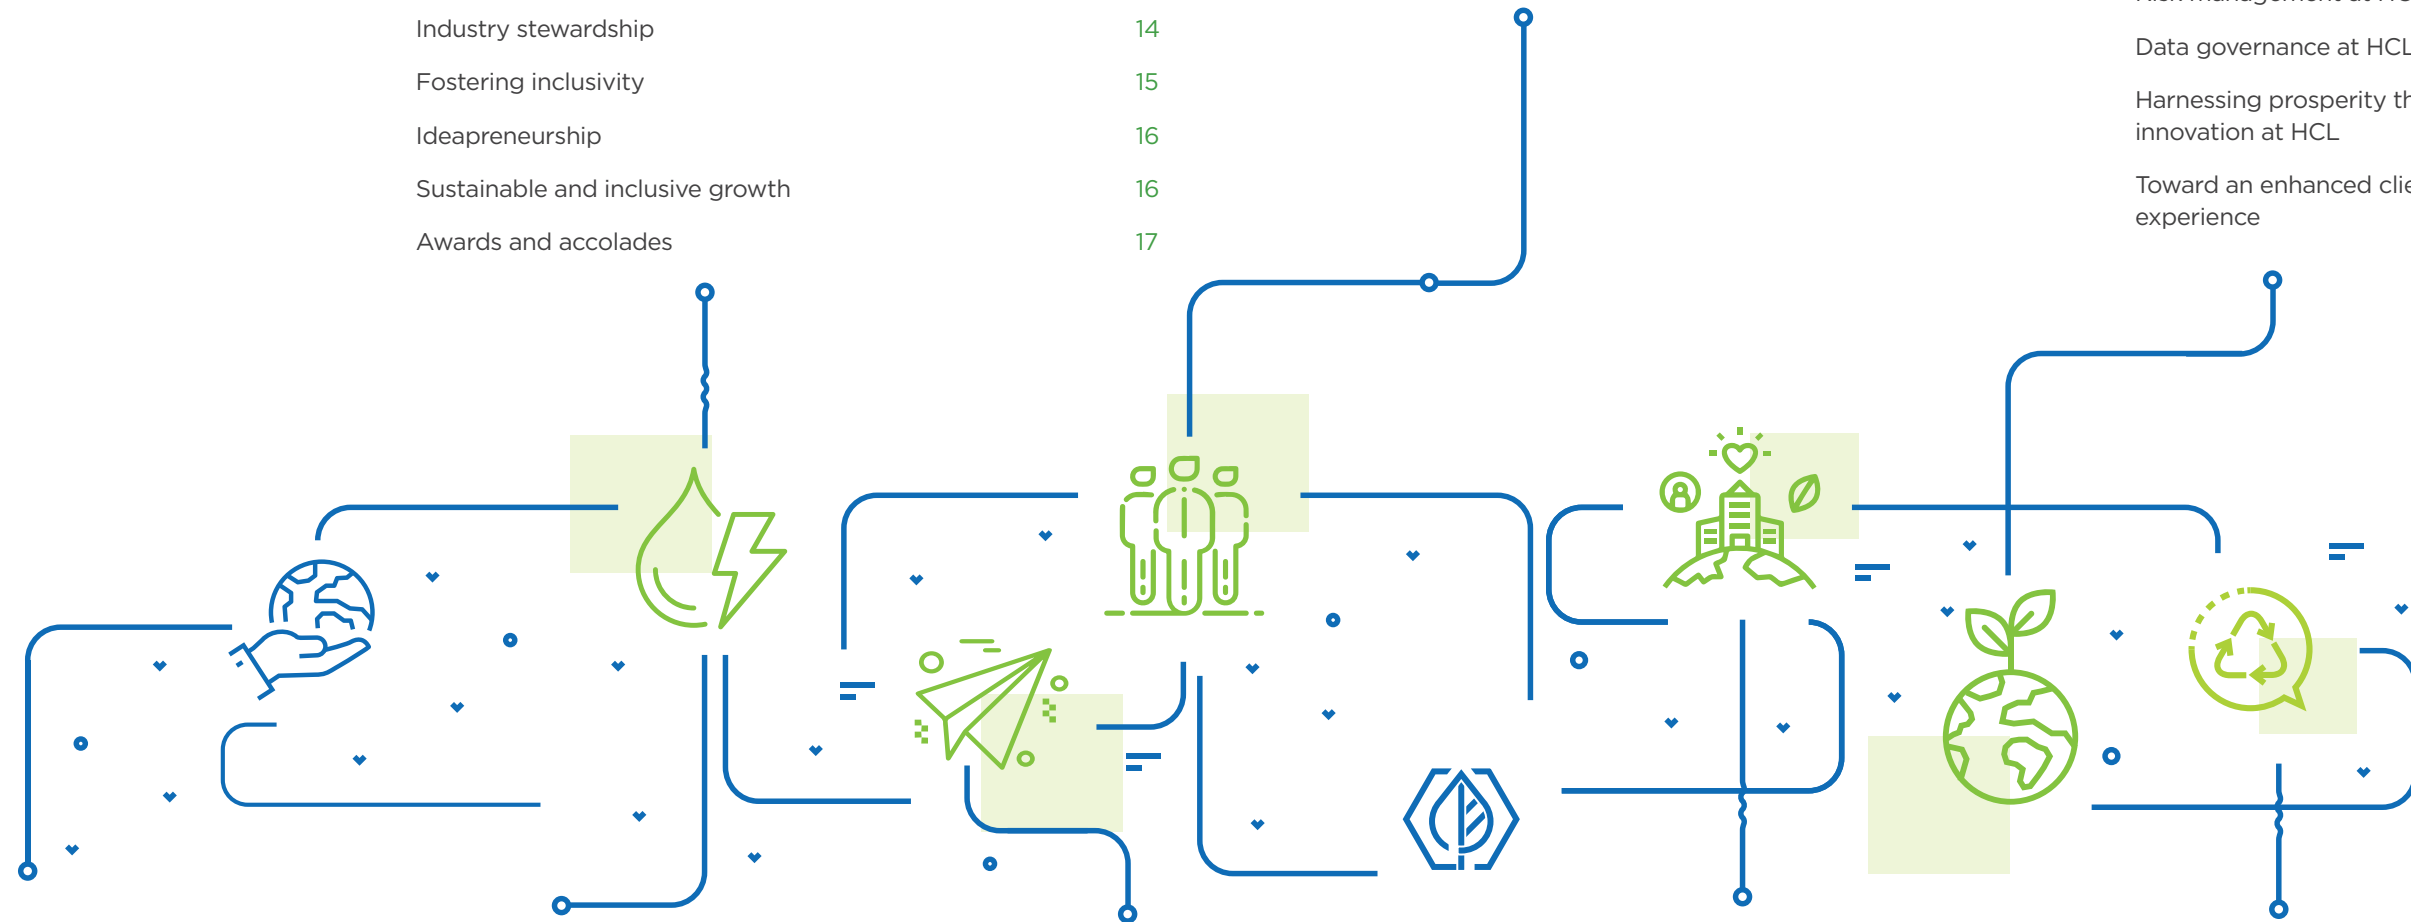 Industry stewardship 14
Fostering inclusivity 15
Ideapreneurship 16
Sustainable and inclusive growth 16
Awards and accolades 17
Data governance at HCL
Harnessing prosperity
innovation at HCL
Toward an enhanced
experience